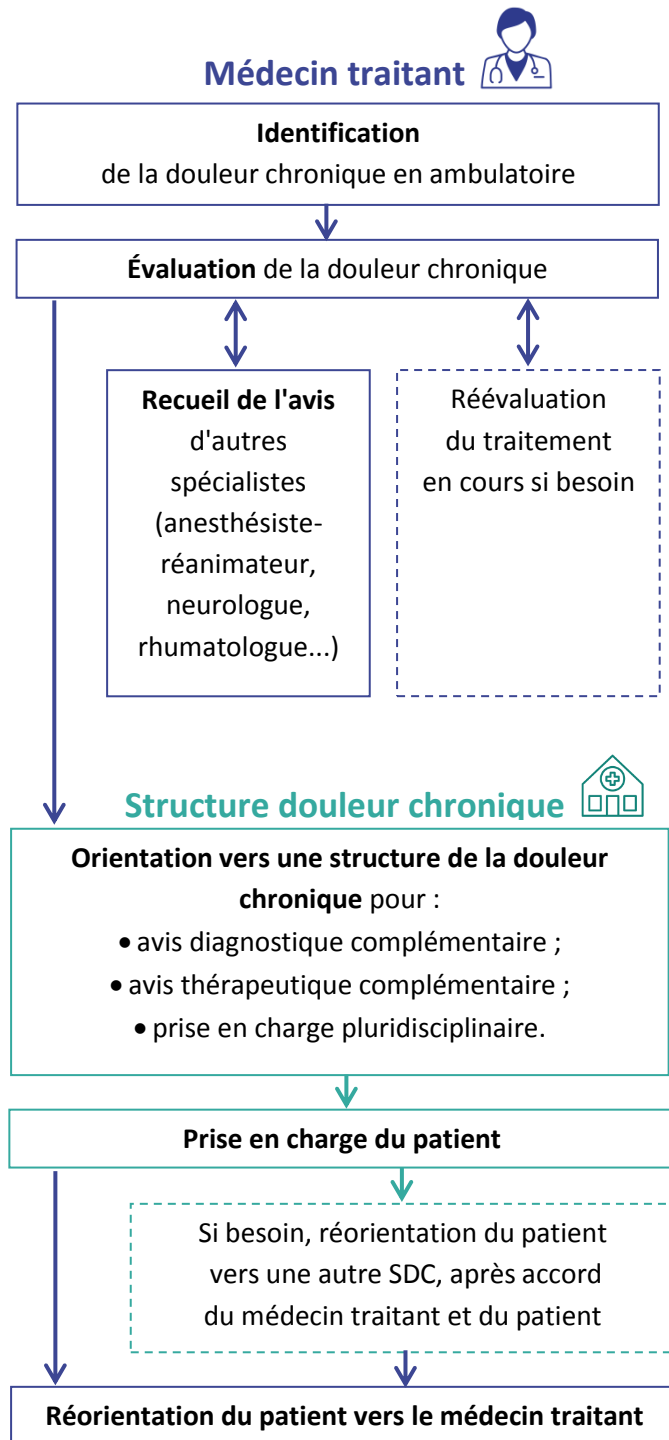 Médecin traitant
Identification
de la douleur chronique en ambulatoire
Évaluation de la douleur chronique
Recueil de l'avis
d'autres
spécialistes
(anesthésiste-
réanimateur,
neurologue,
rhumatologue...)
Réévaluation
du traitement
en cours si besoin
Structure douleur chronique
Orientation vers une structure de la douleur
chronique pour :
• avis diagnostique complémentaire ;
• avis thérapeutique complémentaire ;
• prise en charge pluridisciplinaire.
Prise en charge du patient
Si besoin, réorientation du patient
vers une autre SDC, après accord
du médecin traitant et du patient
Réorientation du patient vers le médecin traitant